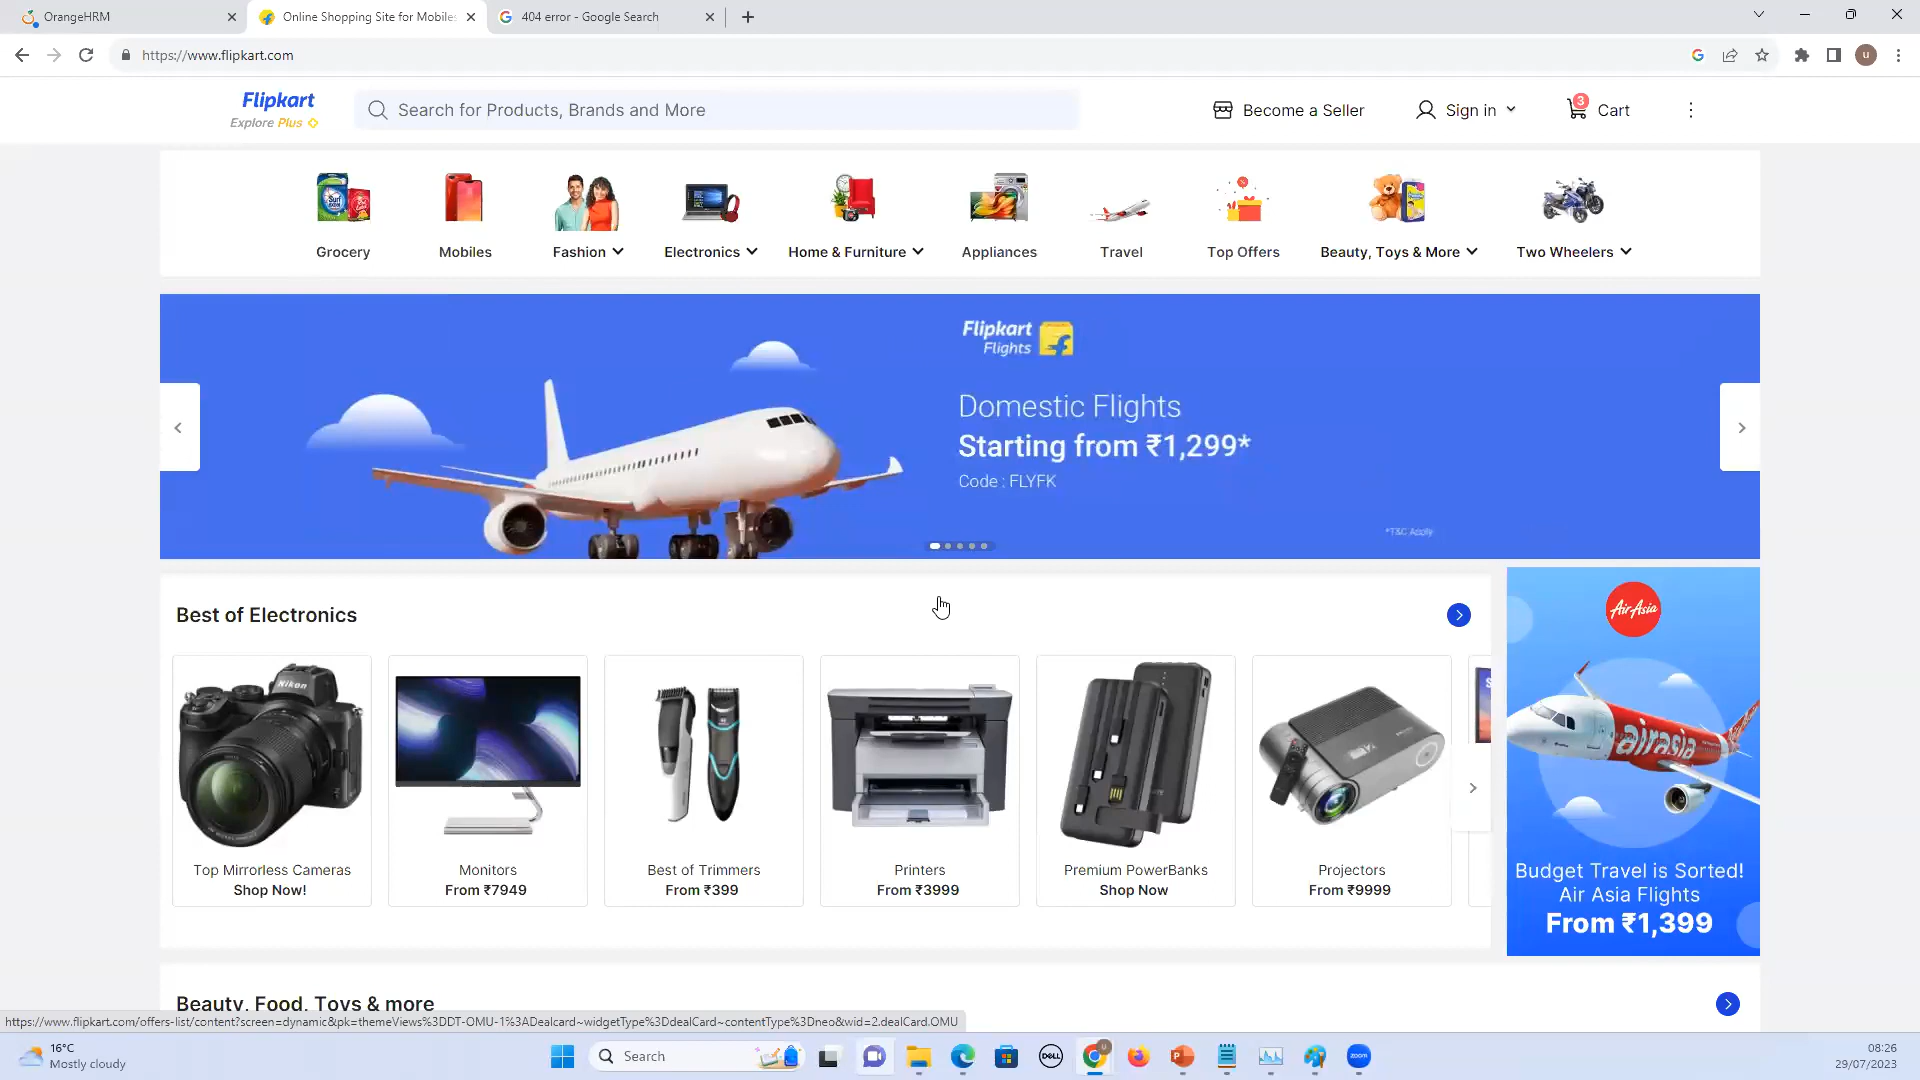 OrangeHRM
Online Shopping Site for Mobiles
404 error - Google Search
https://www.flipkart.com
u
Flipkart
Explore Plus
Search for Products, Brands and More
Become a Seller
Sign in
3
Cart
Grocery
Mobiles
Fashion
Electronics
Home & Furniture
Appliances
Travel
Top Offers
Beauty, Toys & More
Two Wheelers
Flipkart
Flights
Domestic Flights
Starting from ₹1,299*
Code : FLYFK
*T&C Apply
Best of Electronics
Nikon
Top Mirrorless Cameras
Shop Now!
Monitors
From ₹7949
Best of Trimmers
From ₹399
Printers
From ₹3999
Premium PowerBanks
Shop Now
Projectors
From ₹9999
AirAsia
airasia
Budget Travel is Sorted!
Air Asia Flights
From ₹1,399
Beauty, Food, Toys & more
https://www.flipkart.com/offers-list/content?screen=dynamic&pk=themeViews%3DDT-OMU-1%3ADealcard~widgetType%3DdealCard~contentType%3Dneo&wid=2.dealCard.OMU
16°C
Mostly cloudy
Search
DELL
zoom
08:26
29/07/2023